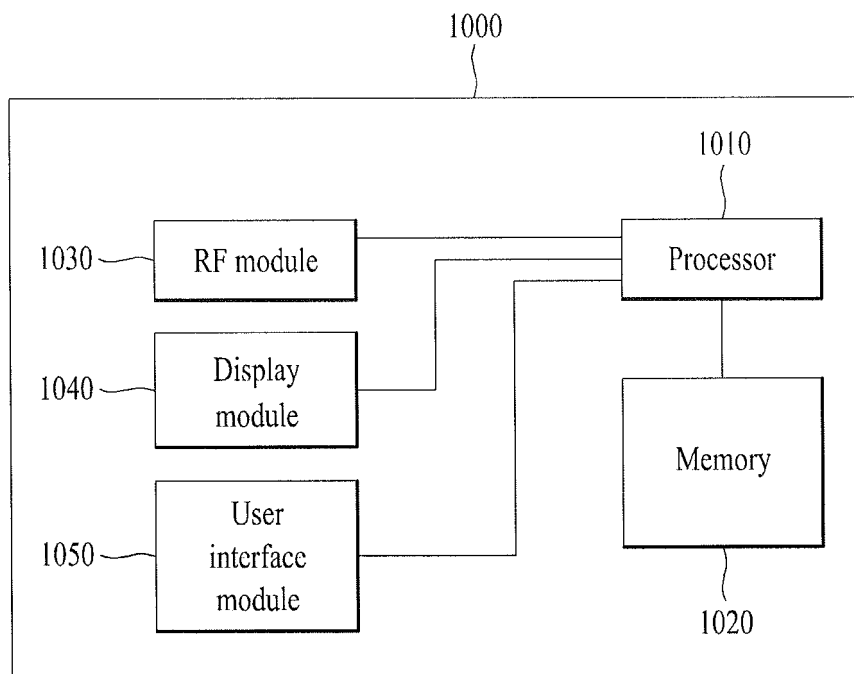 1000
1010
1030
RF module
Processor
1040
Display
module
Memory
1050
User
interface
module
1020